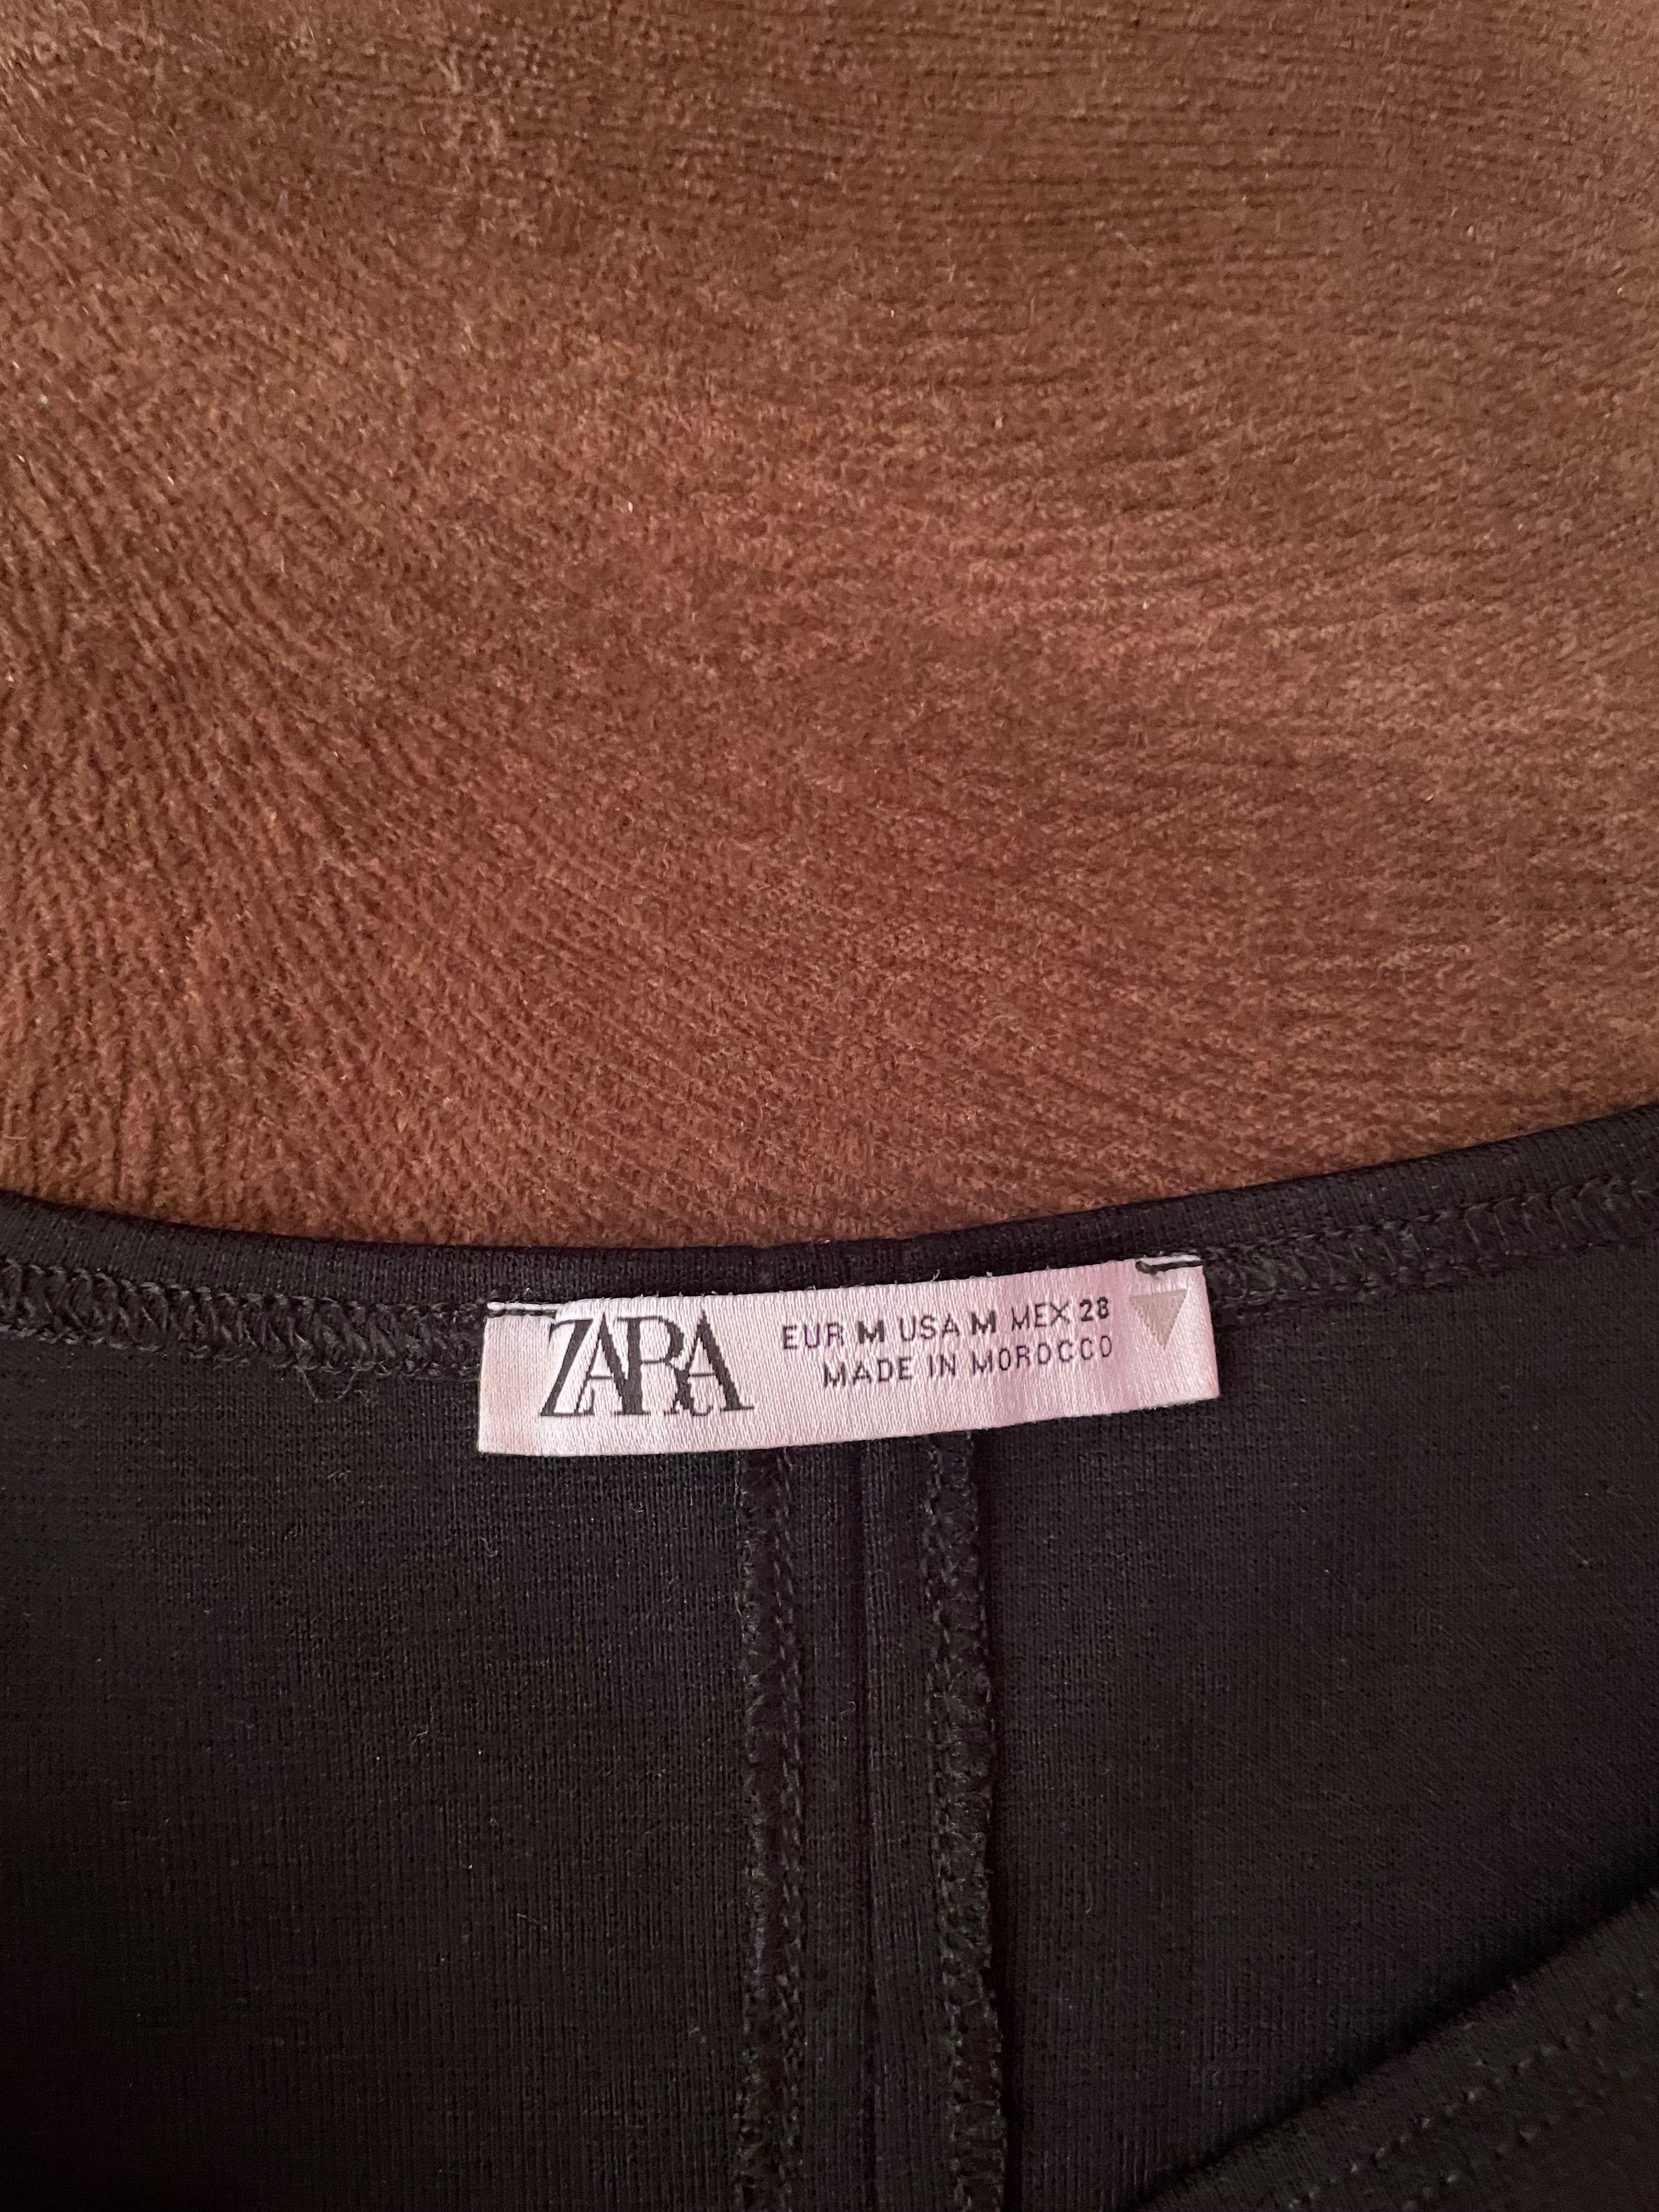 ZARA
EUR M USA M MEX 28
MADE IN MOROCCO